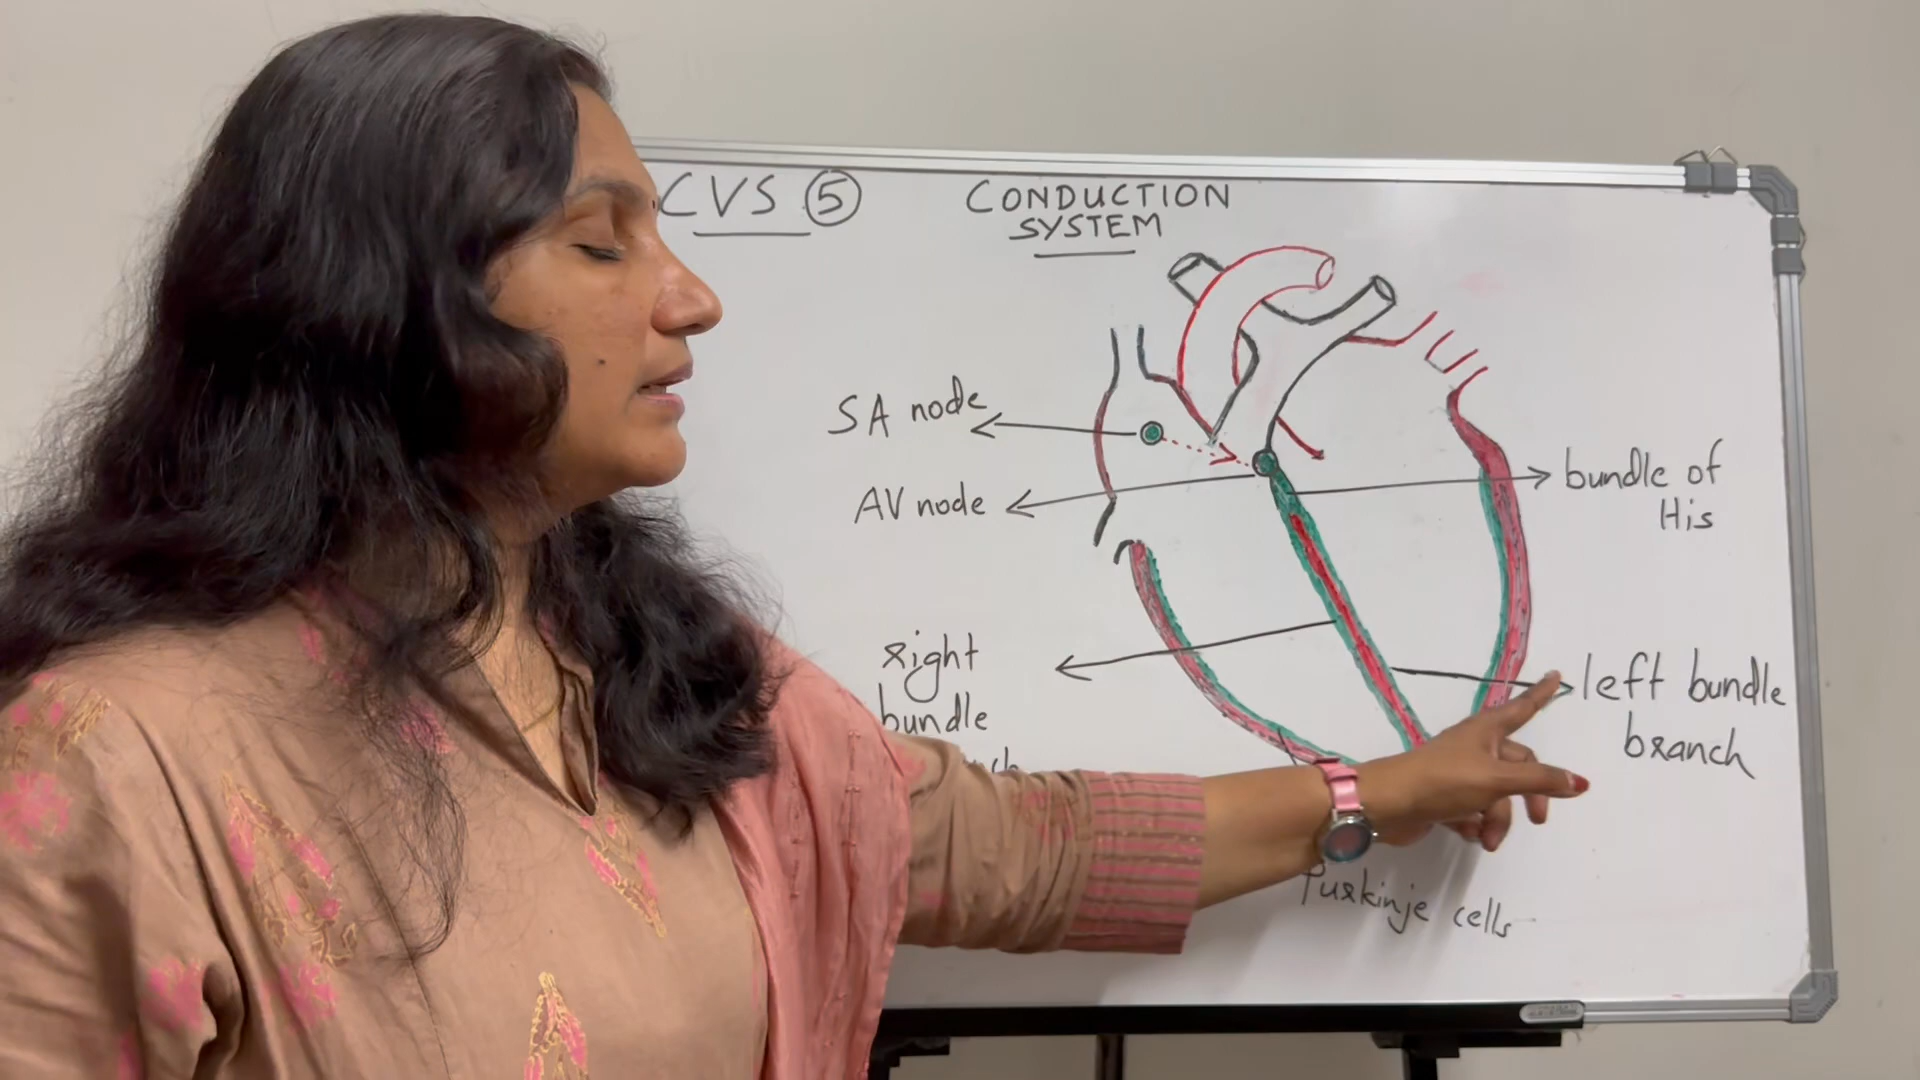 CVS 5
CONDUCTION
SYSTEM
SA node
AV node
bundle of
His
right
bundle
left bundle
branch
Purkinje cells